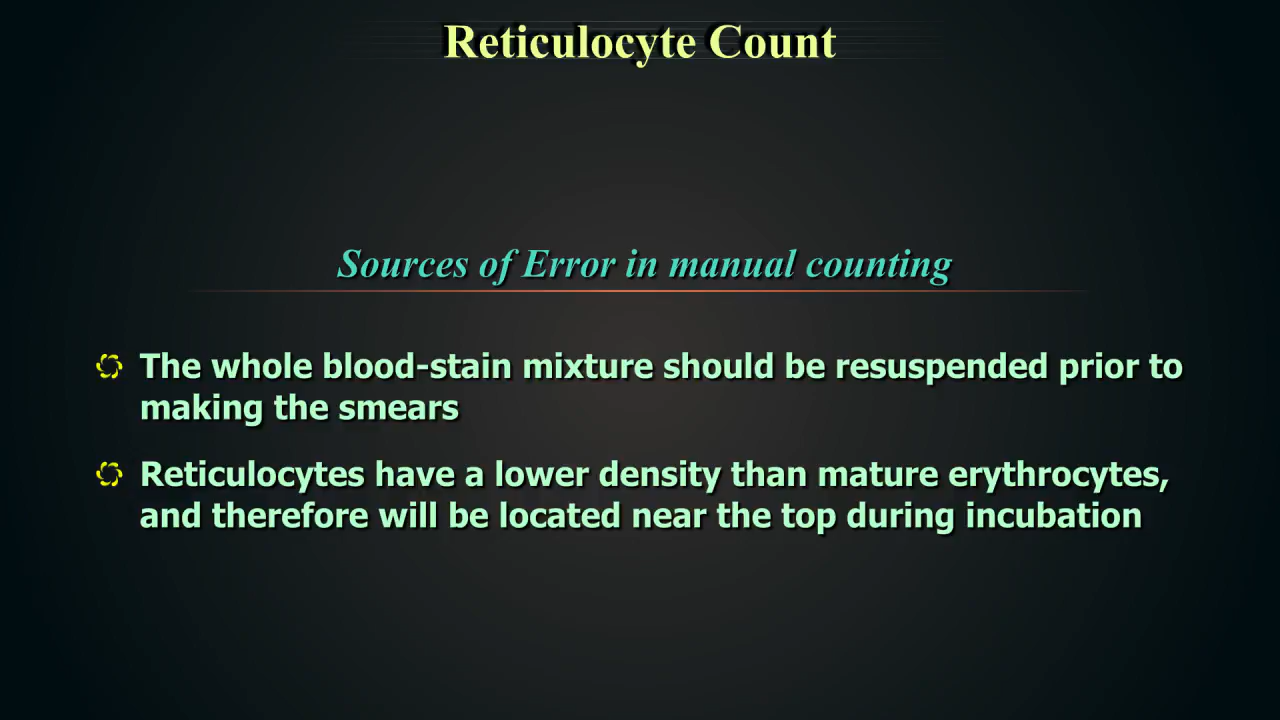 Reticulocyte Count
Sources of Error in manual counting
The whole blood-stain mixture should be resuspended prior to
making the smears
Reticulocytes have a lower density than mature erythrocytes,
and therefore will be located near the top during incubation